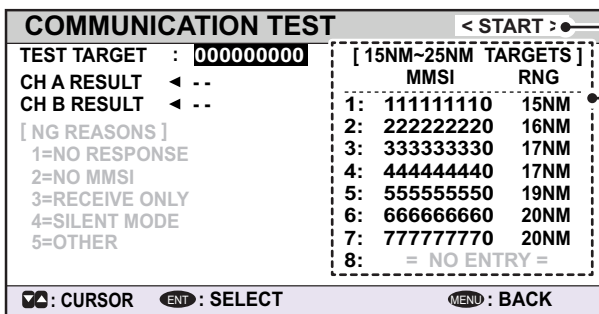 COMMUNICATION TEST < START >
TEST TARGET : 000000000
CH A RESULT ◄ - -
CH B RESULT ◄ - -
[ NG REASONS ]
1=NO RESPONSE
2=NO MMSI
3=RECEIVE ONLY
4=SILENT MODE
5=OTHER
[ 15NM~25NM TARGETS ]
MMSI RNG
1: 111111110 15NM
2: 222222220 16NM
3: 333333330 17NM
4: 444444440 17NM
5: 555555550 19NM
6: 666666660 20NM
7: 777777770 20NM
8: = NO ENTRY =
▼▲: CURSOR ENT : SELECT MENU : BACK